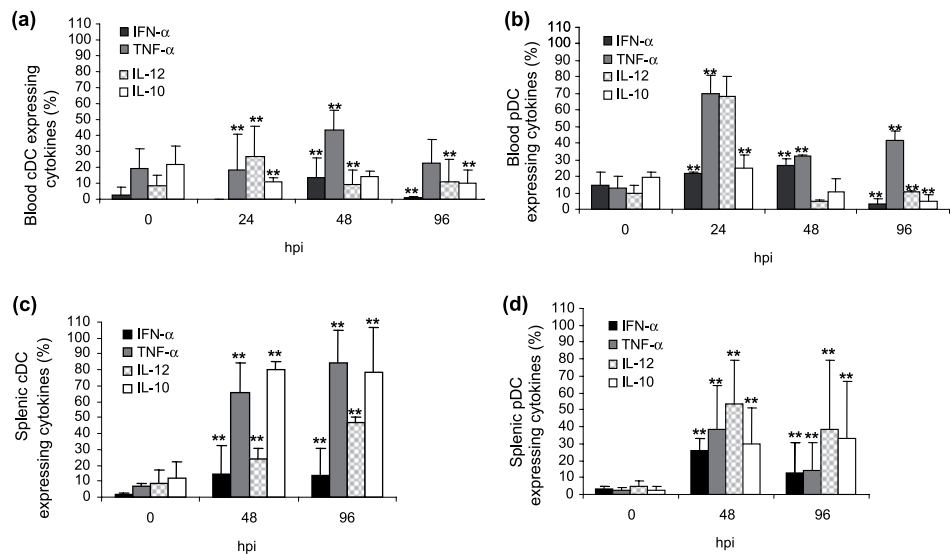 (a)
Blood cDC expressing
cytokines (%)
110
100
90
80
70
60
50
40
30
20
10
0
IFN-α
TNF-α
IL-12
IL-10
** ** **
** ** **
** ** **
0 24 48 96
hpi
(b)
Blood pDC
expressing cytokines (%)
110
100
90
80
70
60
50
40
30
20
10
0
IFN-α
TNF-α
IL-12
IL-10
** ** **
** **
** ** ** **
0 24 48 96
hpi
(c)
Splenic cDC
expressing cytokines (%)
110
100
90
80
70
60
50
40
30
20
10
0
IFN-α
TNF-α
IL-12
IL-10
** ** ** **
** ** ** **
0 48 96
hpi
(d)
Splenic pDC
expressing cytokines (%)
110
100
90
80
70
60
50
40
30
20
10
0
IFN-α
TNF-α
IL-12
IL-10
** ** ** **
** ** ** **
0 48 96
hpi